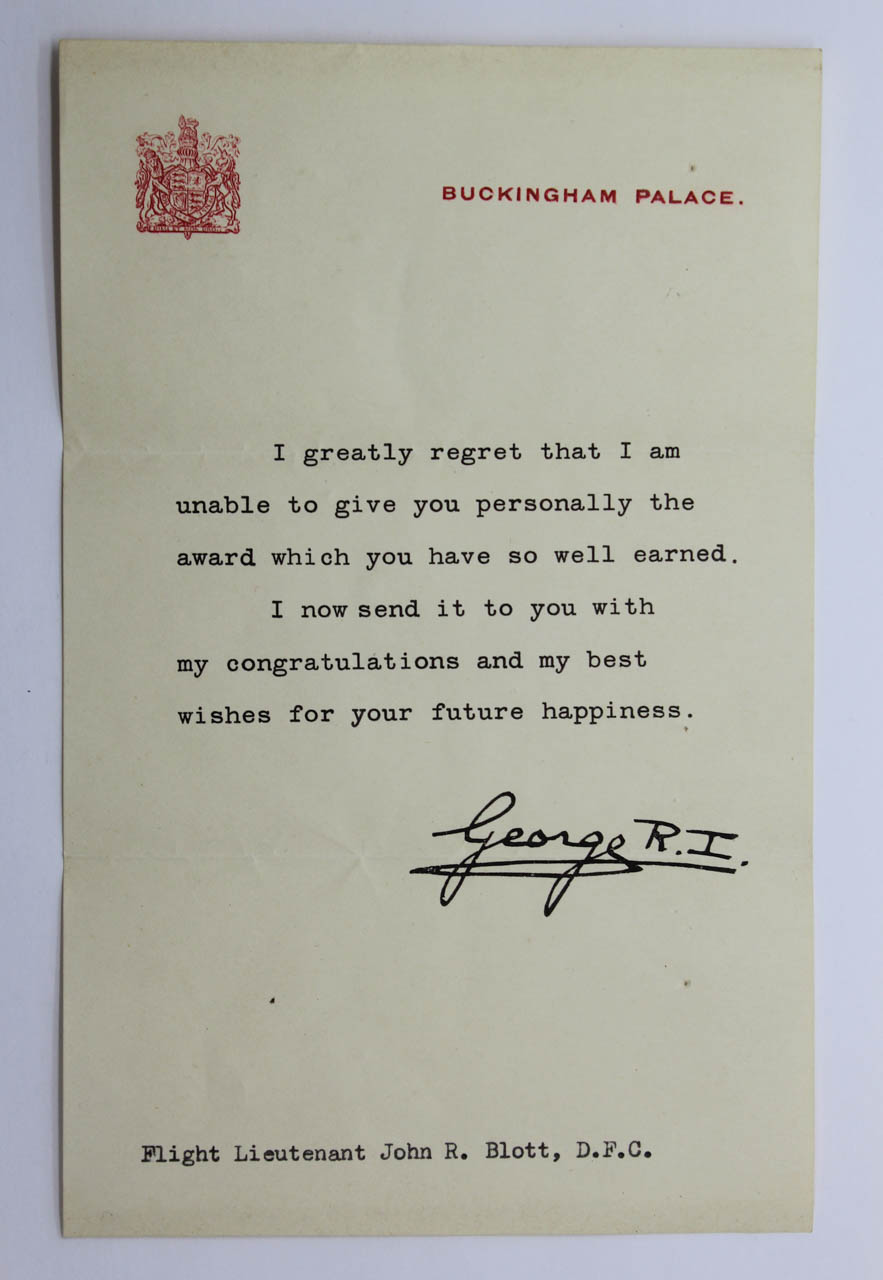 BUCKINGHAM PALACE.
I greatly regret that I am
unable to give you personally the
award which you have so well earned.
I now send it to you with
my congratulations and my best
wishes for your future happiness.
George R.I.
Flight Lieutenant John R. Blott, D.F.C.